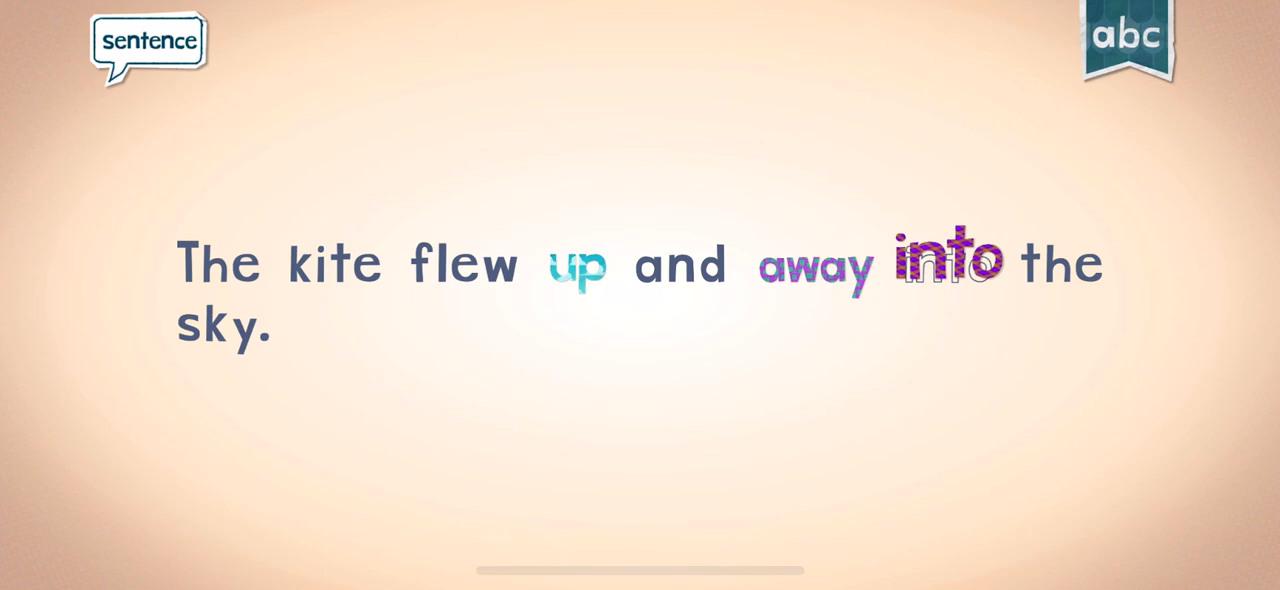 sentence
abc
The kite flew up and away into the
sky.